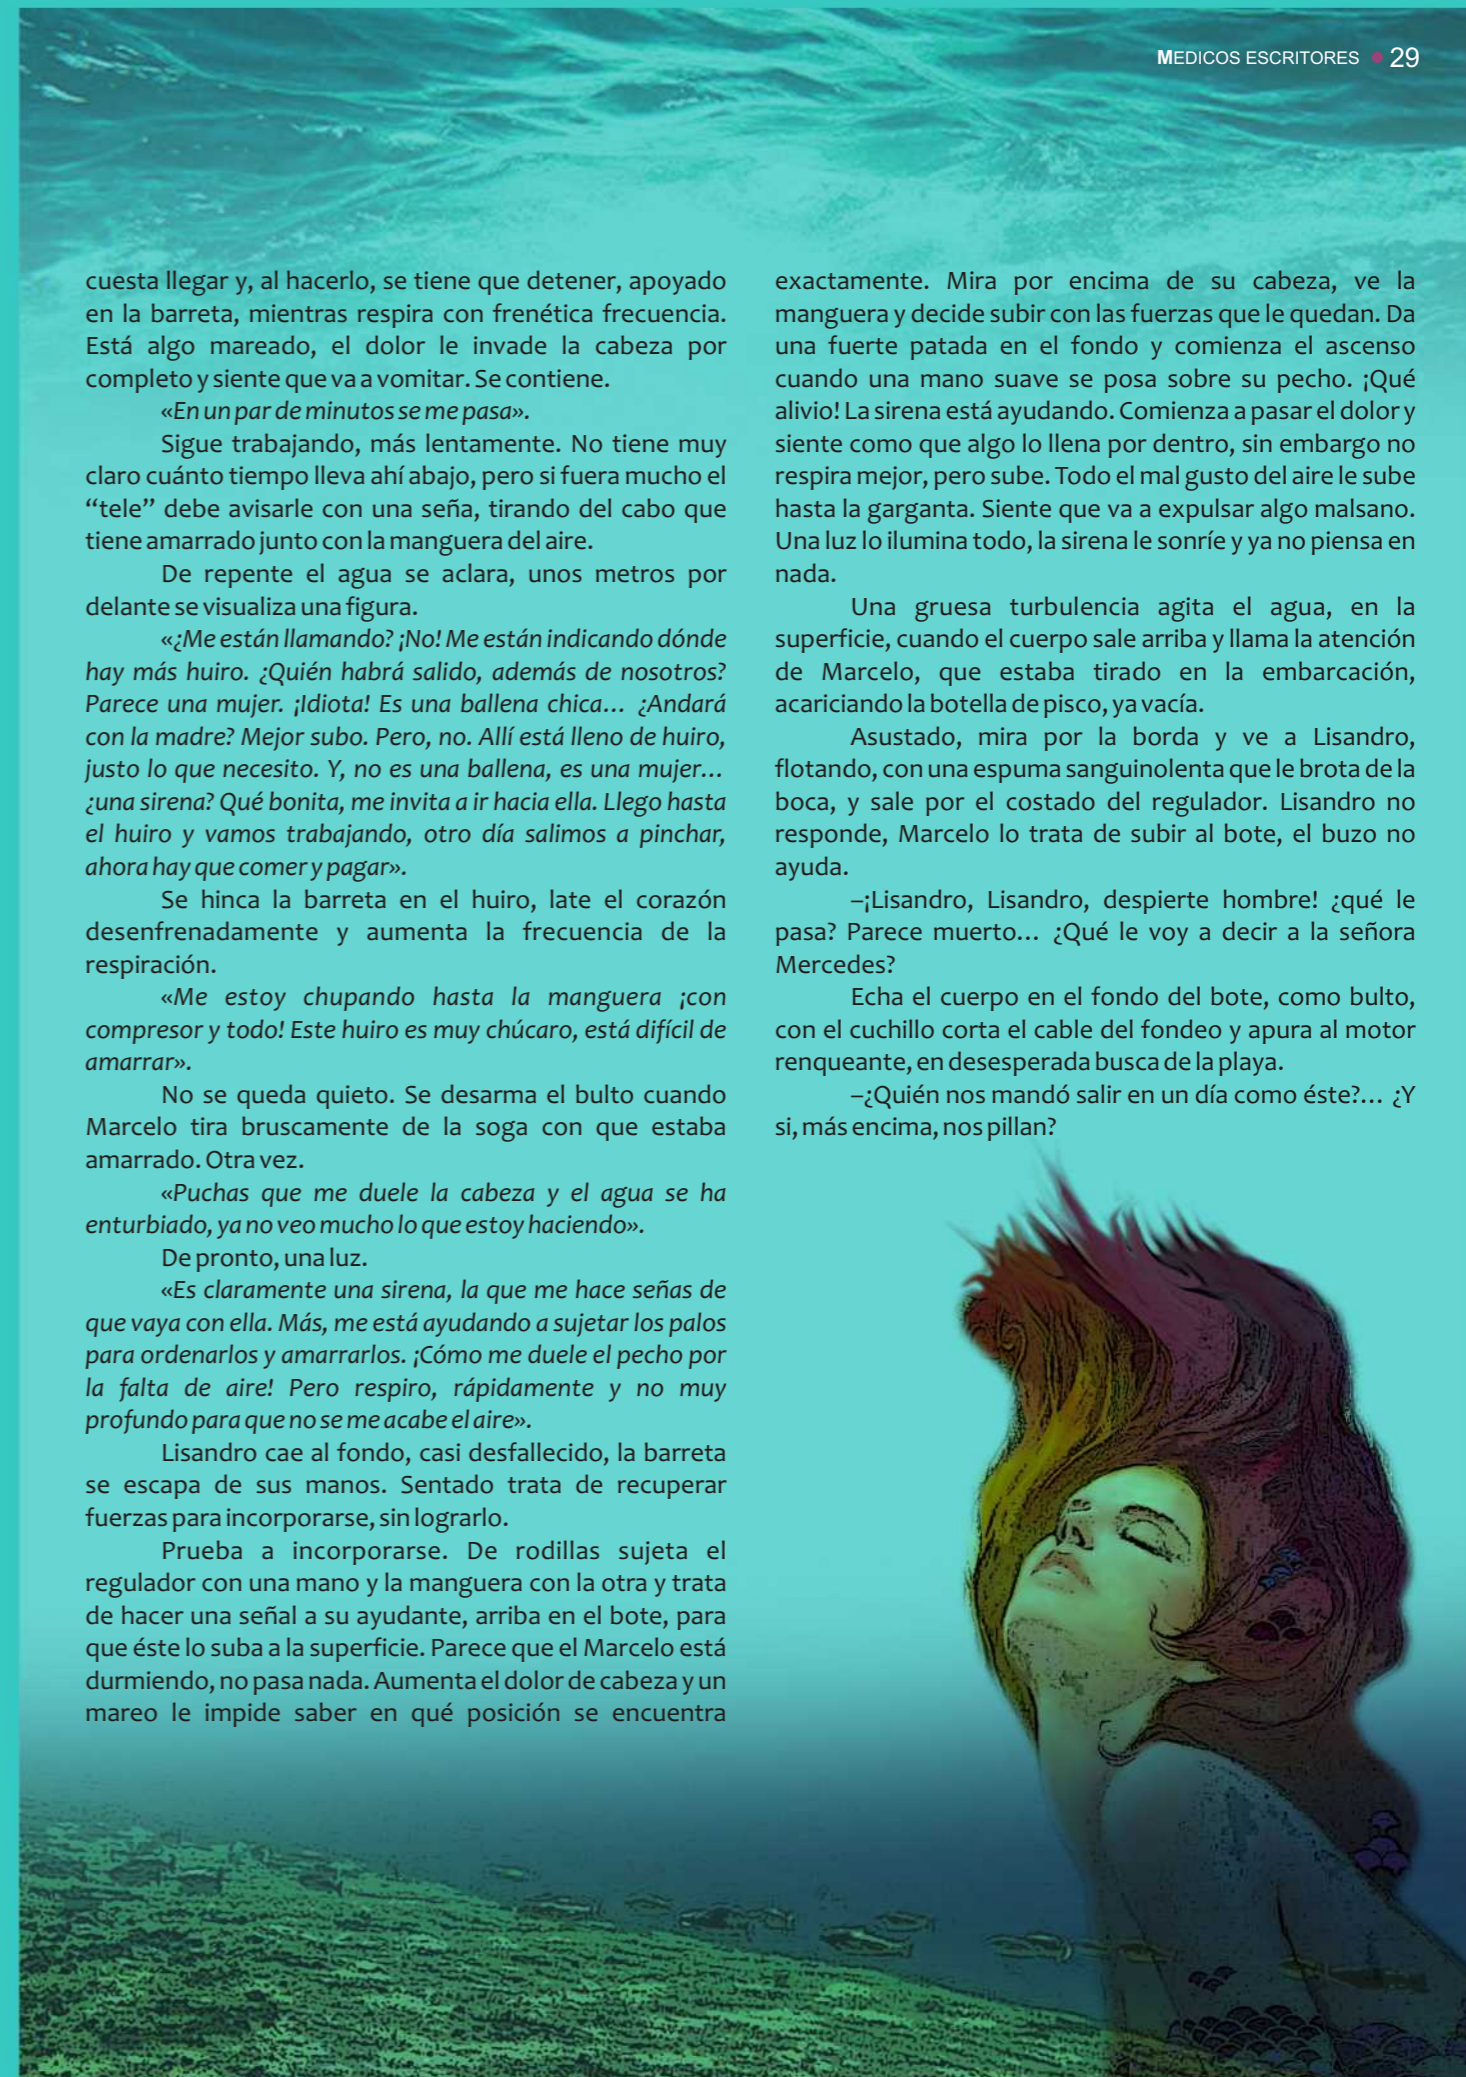 MEDICOS ESCRITORES • 29
cuesta llegar y, al hacerlo, se tiene que detener, apoyado
en la barreta, mientras respira con frenética frecuencia.
Está algo mareado, el dolor le invade la cabeza por
completo y siente que va a vomitar. Se contiene.
«En un par de minutos se me pasa».
Sigue trabajando, más lentamente. No tiene muy
claro cuánto tiempo lleva ahí abajo, pero si fuera mucho el
“tele” debe avisarle con una seña, tirando del cabo que
tiene amarrado junto con la manguera del aire.
De repente el agua se aclara, unos metros por
delante se visualiza una figura.
«¿Me están llamando? ¡No! Me están indicando dónde
hay más huiro. ¿Quién habrá salido, además de nosotros?
Parece una mujer. ¡Idiota! Es una ballena chica… ¿Andará
con la madre? Mejor subo. Pero, no. Allí está lleno de huiro,
justo lo que necesito. Y, no es una ballena, es una mujer…
¿una sirena? Qué bonita, me invita a ir hacia ella. Llego hasta
el huiro y vamos trabajando, otro día salimos a pinchar,
ahora hay que comer y pagar».
Se hinca la barreta en el huiro, late el corazón
desenfrenadamente y aumenta la frecuencia de la
respiración.
«Me estoy chupando hasta la manguera ¡con
compresor y todo! Este huiro es muy chúcaro, está difícil de
amarrar».
No se queda quieto. Se desarma el bulto cuando
Marcelo tira bruscamente de la soga con que estaba
amarrado. Otra vez.
«Puchas que me duele la cabeza y el agua se ha
enturbiado, ya no veo mucho lo que estoy haciendo».
De pronto, una luz.
«Es claramente una sirena, la que me hace señas de
que vaya con ella. Más, me está ayudando a sujetar los palos
para ordenarlos y amarrarlos. ¡Cómo me duele el pecho por
la falta de aire! Pero respiro, rápidamente y no muy
profundo para que no se me acabe el aire».
Lisandro cae al fondo, casi desfallecido, la barreta
se escapa de sus manos. Sentado trata de recuperar
fuerzas para incorporarse, sin lograrlo.
Prueba a incorporarse. De rodillas sujeta el
regulador con una mano y la manguera con la otra y trata
de hacer una señal a su ayudante, arriba en el bote, para
que éste lo suba a la superficie. Parece que el Marcelo está
durmiendo, no pasa nada. Aumenta el dolor de cabeza y un
mareo le impide saber en qué posición se encuentra
exactamente. Mira por encima de su cabeza, ve la
manguera y decide subir con las fuerzas que le quedan. Da
una fuerte patada en el fondo y comienza el ascenso
cuando una mano suave se posa sobre su pecho. ¡Qué
alivio! La sirena está ayudando. Comienza a pasar el dolor y
siente como que algo lo llena por dentro, sin embargo no
respira mejor, pero sube. Todo el mal gusto del aire le sube
hasta la garganta. Siente que va a expulsar algo malsano.
Una luz lo ilumina todo, la sirena le sonríe y ya no piensa en
nada.
Una gruesa turbulencia agita el agua, en la
superficie, cuando el cuerpo sale arriba y llama la atención
de Marcelo, que estaba tirado en la embarcación,
acariciando la botella de pisco, ya vacía.
Asustado, mira por la borda y ve a Lisandro,
flotando, con una espuma sanguinolenta que le brota de la
boca, y sale por el costado del regulador. Lisandro no
responde, Marcelo lo trata de subir al bote, el buzo no
ayuda.
–¡Lisandro, Lisandro, despierte hombre! ¿qué le
pasa? Parece muerto… ¿Qué le voy a decir a la señora
Mercedes?
Echa el cuerpo en el fondo del bote, como bulto,
con el cuchillo corta el cable del fondeo y apura al motor
renqueante, en desesperada busca de la playa.
–¿Quién nos mandó salir en un día como éste?… ¿Y
si, más encima, nos pillan?